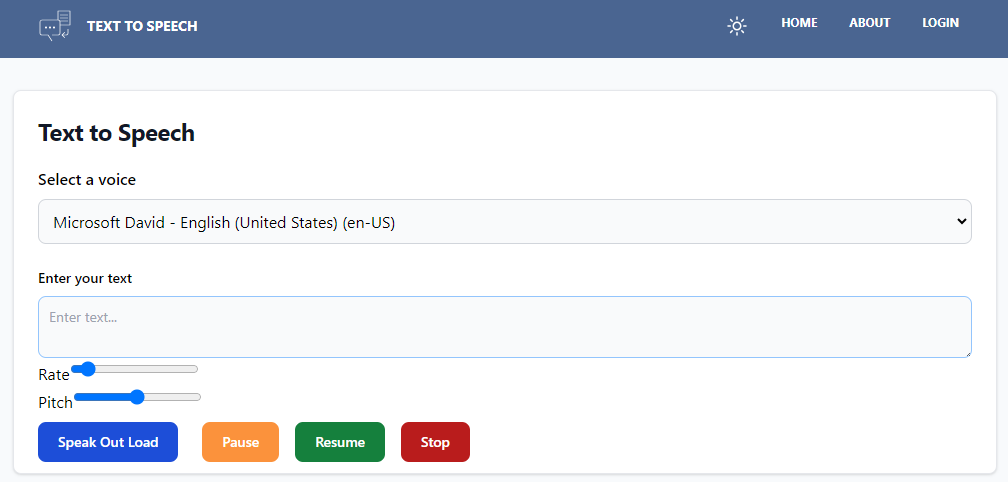 TEXT TO SPEECH HOME ABOUT LOGIN
Text to Speech
Select a voice
Microsoft David - English (United States) (en-US)
Enter your text
Enter text...
Rate
Pitch
Speak Out Load Pause Resume Stop